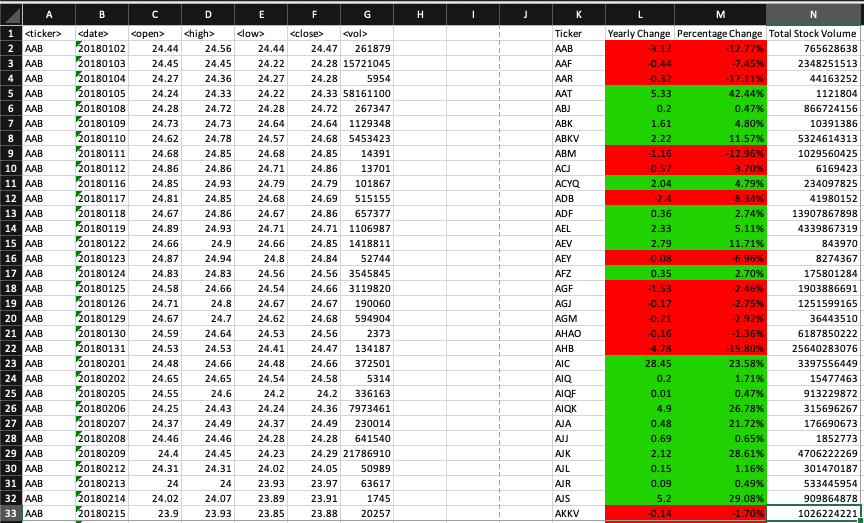 A B C D E F G H I J K L M N
1 <ticker> <date> <open> <high> <low> <close> <vol> Ticker Yearly Change Percentage Change Total Stock Volume
2 AAB 20180102 24.44 24.56 24.44 24.47 261879 AAB -3.12 -12.77% 765628638
3 AAB 20180103 24.45 24.45 24.22 24.28 15721045 AAF -0.44 -7.45% 2348251513
4 AAB 20180104 24.27 24.36 24.27 24.28 5954 AAR -0.32 -17.11% 44163252
5 AAB 20180105 24.24 24.33 24.22 24.33 58161100 AAT 5.33 42.44% 1121804
6 AAB 20180108 24.28 24.72 24.28 24.72 267347 ABJ 0.2 0.47% 866724156
7 AAB 20180109 24.73 24.73 24.64 24.64 1129348 ABK 1.61 4.80% 10391386
8 AAB 20180110 24.62 24.78 24.57 24.68 5453423 ABKV 2.22 11.57% 5324614313
9 AAB 20180111 24.68 24.85 24.68 24.85 14391 ABM -1.16 -12.96% 1029560425
10 AAB 20180112 24.86 24.86 24.71 24.86 13701 ACJ -0.57 -3.70% 6169423
11 AAB 20180116 24.85 24.93 24.79 24.79 101867 ACYQ 2.04 4.79% 234097825
12 AAB 20180117 24.81 24.85 24.68 24.69 515155 ADB -2.4 -8.34% 41980152
13 AAB 20180118 24.67 24.86 24.67 24.86 657377 ADF 0.36 2.74% 13907867898
14 AAB 20180119 24.89 24.93 24.71 24.71 1106987 AEL 2.33 5.11% 4339867319
15 AAB 20180122 24.66 24.9 24.66 24.85 1418811 AEV 2.79 11.71% 843970
16 AAB 20180123 24.87 24.94 24.8 24.84 52744 AEY -0.08 -6.96% 8274367
17 AAB 20180124 24.83 24.83 24.56 24.56 3545845 AFZ 0.35 2.70% 175801284
18 AAB 20180125 24.58 24.66 24.54 24.66 3119820 AGF -1.53 -2.46% 1903886691
19 AAB 20180126 24.71 24.8 24.67 24.67 190060 AGJ -0.17 -2.75% 1251599165
20 AAB 20180129 24.67 24.7 24.62 24.68 594904 AGM -0.21 -2.92% 36443510
21 AAB 20180130 24.59 24.64 24.53 24.56 2373 AHAO -0.16 -1.36% 6187850222
22 AAB 20180131 24.53 24.53 24.41 24.47 134187 AHB -4.78 -15.80% 25640283076
23 AAB 20180201 24.48 24.66 24.48 24.66 372501 AIC 28.45 23.58% 3397556449
24 AAB 20180202 24.65 24.65 24.54 24.58 5314 AIQ 0.2 1.71% 15477463
25 AAB 20180205 24.55 24.6 24.2 24.2 336163 AIQF 0.01 0.47% 913229872
26 AAB 20180206 24.25 24.43 24.24 24.36 7973461 AIQK 4.9 26.78% 315696267
27 AAB 20180207 24.37 24.49 24.37 24.49 230014 AJA 0.48 21.72% 176690673
28 AAB 20180208 24.46 24.46 24.28 24.28 641540 AJJ 0.69 0.65% 1852773
29 AAB 20180209 24.4 24.45 24.23 24.29 21786910 AJK 2.12 28.61% 4706222269
30 AAB 20180212 24.31 24.31 24.02 24.05 50989 AJL 0.15 1.16% 301470187
31 AAB 20180213 24 24 23.93 23.97 63617 AJR 0.09 0.49% 533445954
32 AAB 20180214 24.02 24.07 23.89 23.91 1745 AJS 5.2 29.08% 909864878
33 AAB 20180215 23.9 23.93 23.85 23.88 20257 AKKV -0.14 -1.70% 1026224221